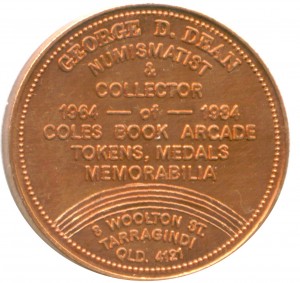 GEORGE D. DEAN
NUMISMATIST
&
COLLECTOR
1964 — of — 1994
COLES BOOK ARCADE
TOKENS, MEDALS
MEMORABILIA
8 WOOLTON ST.
TARRAGINDI
QLD. 4121